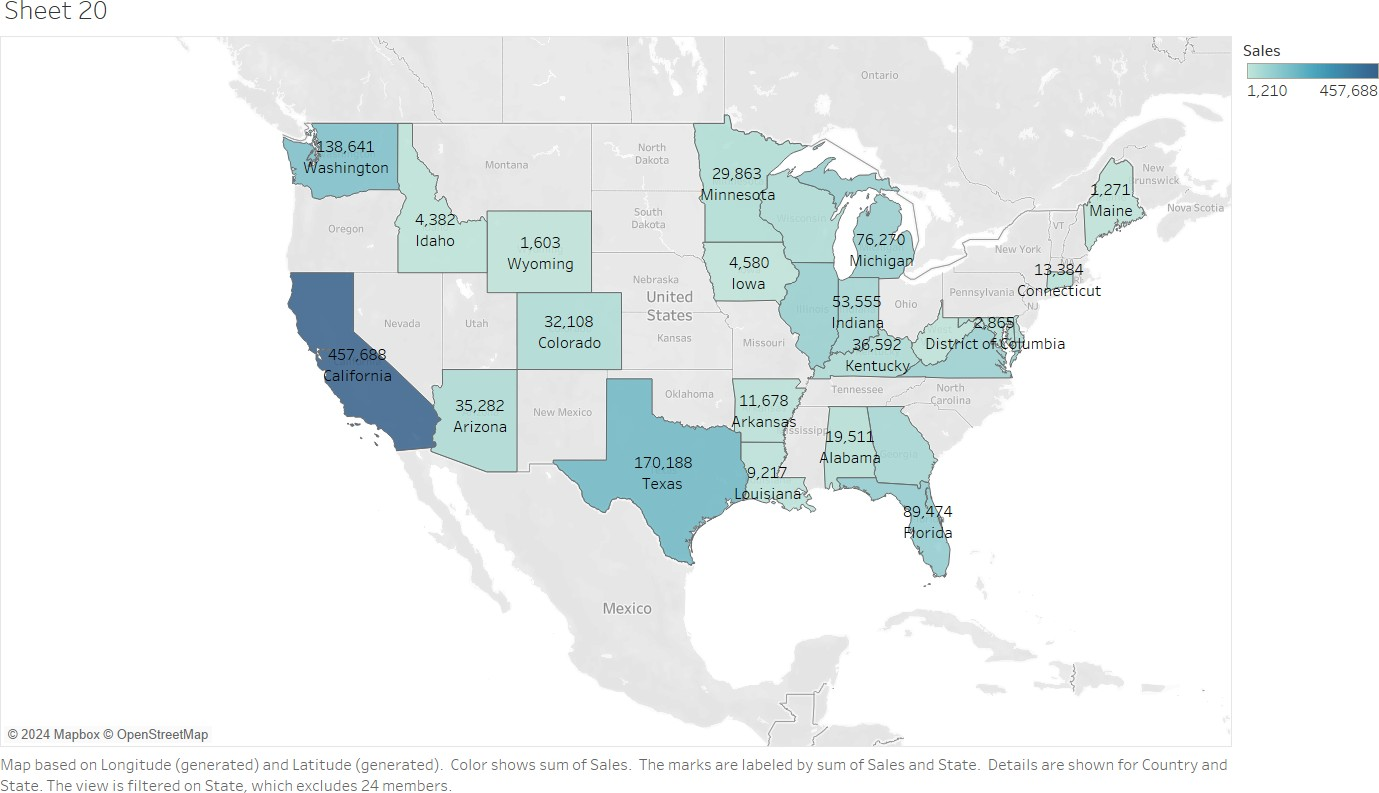 Sheet 20
Sales
1,210
457,688
Ontario
138,641
Washington
Montana
North
Dakota
29,863
Minnesota
New
runswick
1,271
Maine
Nova Scotia
Oregon
4,382
Idaho
South
Dakota
Wisconsin
VT
1,603
Wyoming
76,270
Michigan
New York
4,580
Iowa
13,384
Connecticut
Nebraska
Pennsylvania
NJ
United
States
Illinois
53,555
Indiana
Ohio
Nevada
Utah
32,108
Colorado
Kansas
Missouri
2,865
District of Columbia
36,592
Kentucky
457,688
California
Tennessee
North
Carolina
35,282
Arizona
New Mexico
Oklahoma
11,678
Arkansas
ississippi
19,511
Alabama
Georgia
170,188
Texas
9,217
Louisiana
89,474
Florida
Mexico
© 2024 Mapbox © OpenStreetMap
Map based on Longitude (generated) and Latitude (generated).  Color shows sum of Sales.  The marks are labeled by sum of Sales and State.  Details are shown for Country and
State. The view is filtered on State, which excludes 24 members.